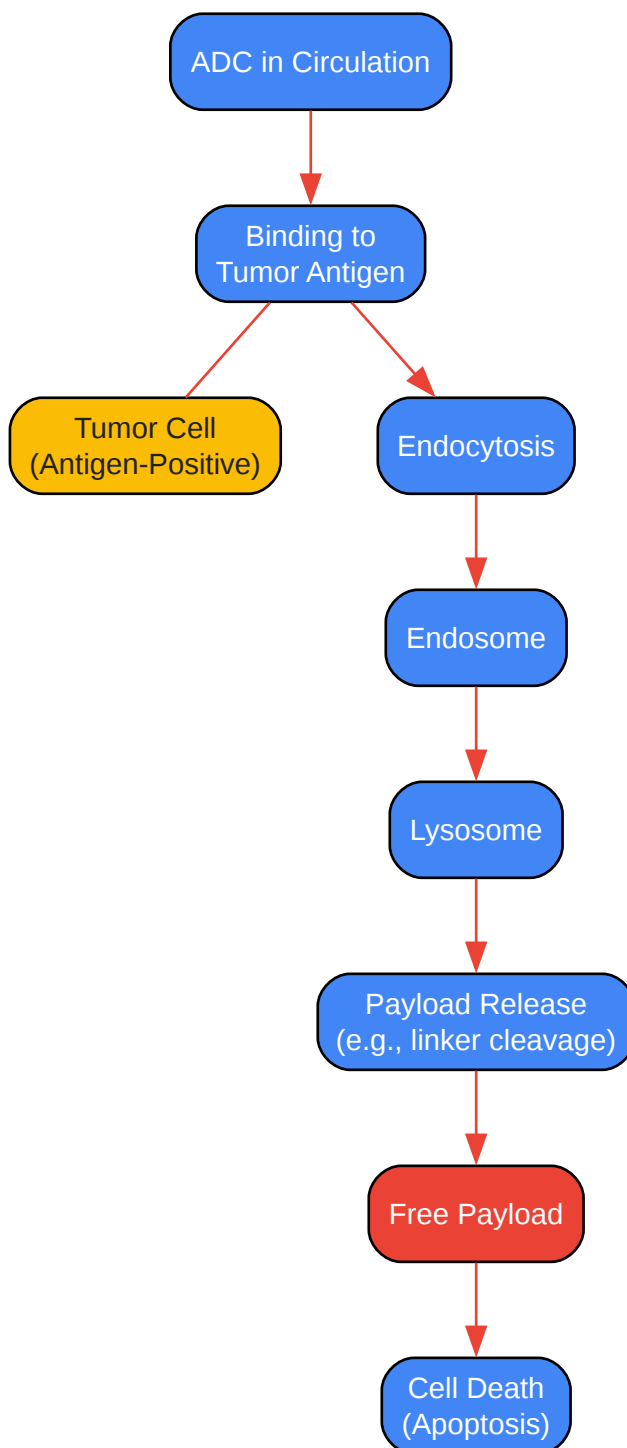 ADC in Circulation
Binding to
Tumor Antigen
Tumor Cell
(Antigen-Positive)
Endocytosis
Endosome
Lysosome
Payload Release
(e.g., linker cleavage)
Free Payload
Cell Death
(Apoptosis)